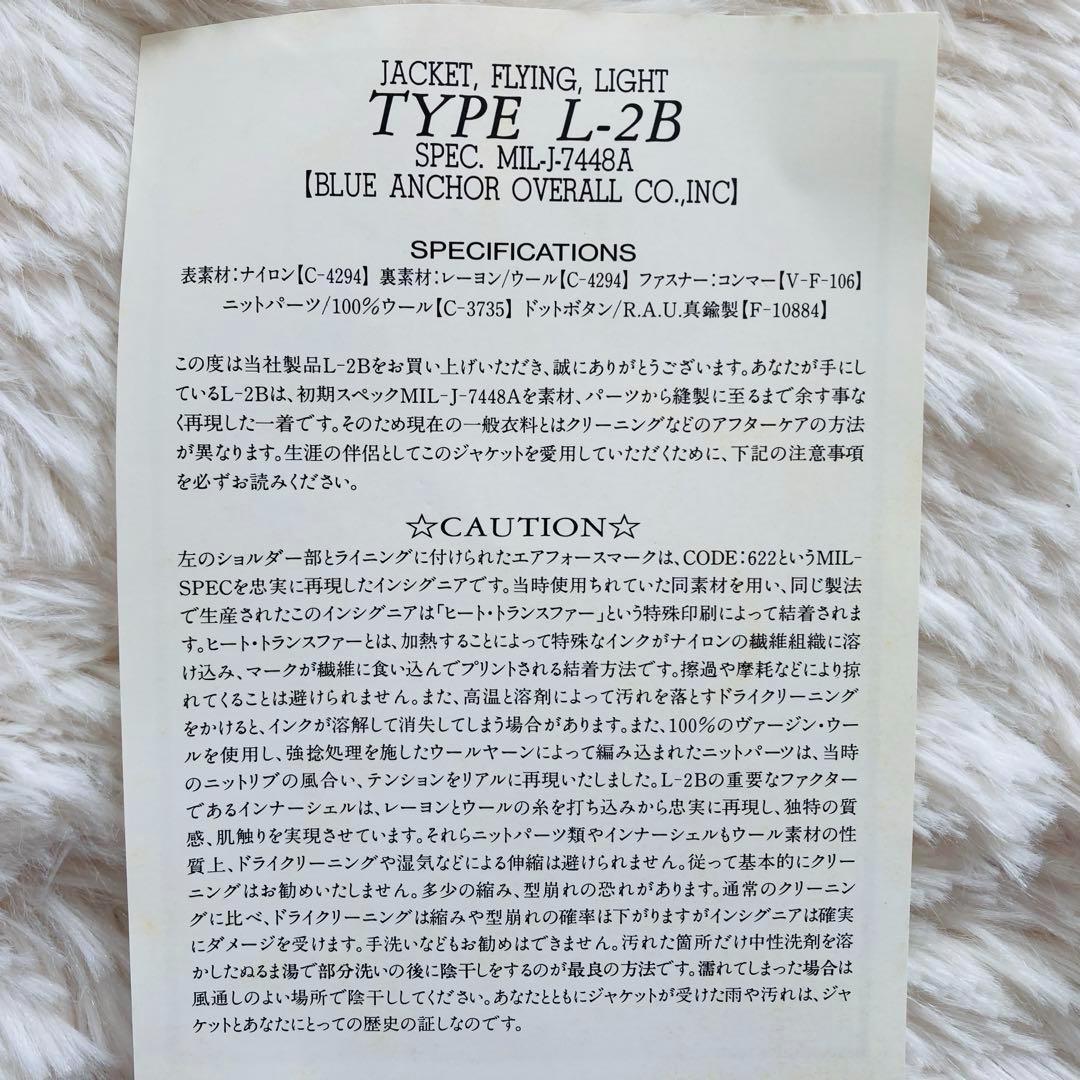 JACKET, FLYING, LIGHT
TYPE L-2B
SPEC. MIL-J-7448A
【BLUE ANCHOR OVERALL CO.,INC】
SPECIFICATIONS
表素材:ナイロン【C-4294】 裏素材:レーヨン/ウール【C-4294】 ファスナー:コンマー【V-F-106】
ニットパーツ/100%ウール【C-3735】 ドットボタン/R.A.U.真鍮製【F-10884】
この度は当社製品L-2Bをお買い上げいただき、誠にありがとうございます。あなたが手にし
ているL-2Bは、初期スペックMIL-J-7448Aを素材、パーツから縫製に至るまで余す事な
く再現した一着です。そのため現在の一般衣料とはクリーニングなどのアフターケアの方法
が異なります。生涯の伴侶としてこのジャケットを愛用していただくために、下記の注意事項
を必ずお読みください。
☆CAUTION☆
左のショルダー部とライニングに付けられたエアフォースマークは、CODE:622というMIL-
SPECを忠実に再現したインシグニアです。当時使用られていた同素材を用い、同じ製法
で生産されたこのインシグニアは「ヒート・トランスファー」という特殊印刷によって結着されま
す。ヒート・トランスファーとは、加熱することによって特殊なインクがナイロンの繊維組織に溶
け込み、マークが繊維に食い込んでプリントされる結着方法です。擦過や摩耗などにより掠
れてくることは避けられません。また、高温と溶剤によって汚れを落とすドライクリーニング
をかけると、インクが溶解して消失してしまう場合があります。また、100%のヴァージン・ウー
ルを使用し、強捻処理を施したウールヤーンによって編み込まれたニットパーツは、当時
のニットリブの風合い、テンションをリアルに再現いたしました。L-2Bの重要なファクター
であるインナーシェルは、レーヨンとウールの糸を打ち込みから忠実に再現し、独特の質
感、肌触りを実現させています。それらニットパーツ類やインナーシェルもウール素材の性
質上、ドライクリーニングや湿気などによる伸縮は避けられません。従って基本的にクリー
ニングはお勧めいたしません。多少の縮み、型崩れの恐れがあります。通常のクリーニン
グに比べ、ドライクリーニングは縮みや型崩れの確率は下がりますがインシグニアは確実
にダメージを受けます。手洗いなどもお勧めはできません。汚れた箇所だけ中性洗剤を溶
かしたぬるま湯で部分洗いの後に陰干しをするのが最良の方法です。濡れてしまった場合は
風通しのよい場所で陰干ししてください。あなたとともにジャケットが受けた雨や汚れは、ジャ
ケットとあなたにとっての歴史の証しなのです。